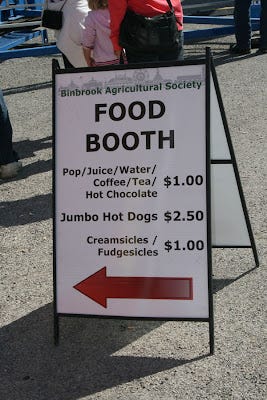 Binbrook Agricultural Society
FOOD
BOOTH
Pop/Juice/Water/
Coffee/Tea/ $1.00
Hot Chocolate
Jumbo Hot Dogs $2.50
Creamsicles / $1.00
Fudgesicles